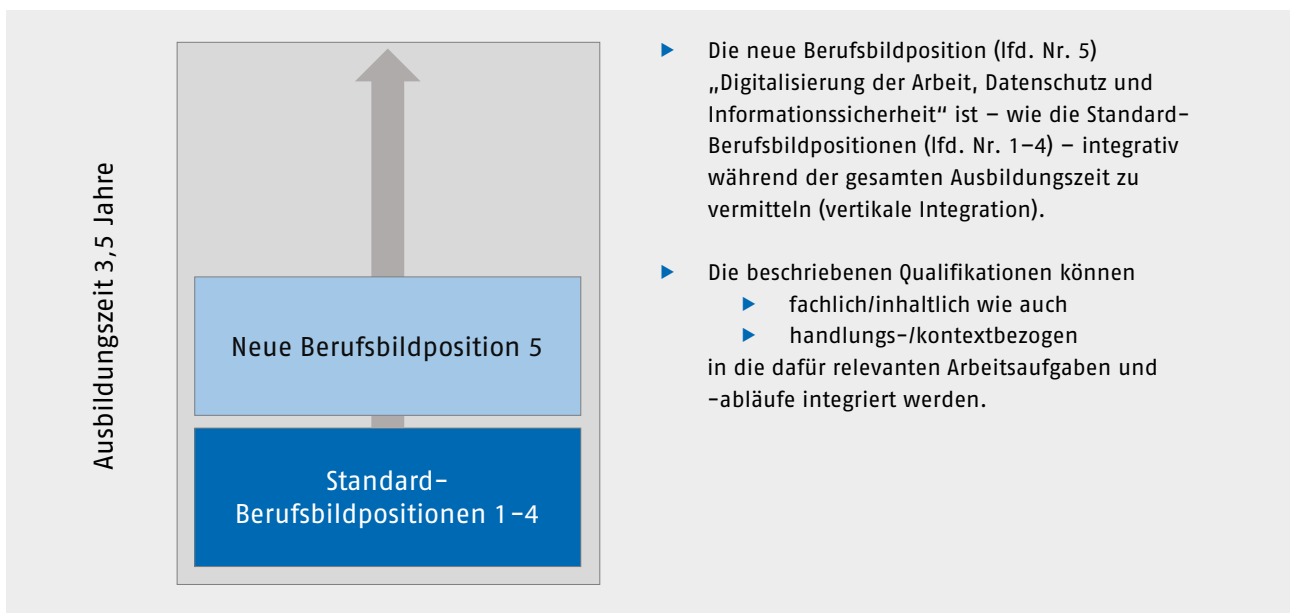 Ausbildungszeit 3,5 Jahre
Neue Berufsbildposition 5
Standard-
Berufsbildpositionen 1–4
▶ Die neue Berufsbildposition (lfd. Nr. 5)
„Digitalisierung der Arbeit, Datenschutz und
Informationssicherheit“ ist – wie die Standard-
Berufsbildpositionen (lfd. Nr. 1–4) – integrativ
während der gesamten Ausbildungszeit zu
vermitteln (vertikale Integration).
▶ Die beschriebenen Qualifikationen können
▶ fachlich/inhaltlich wie auch
▶ handlungs-/kontextbezogen
in die dafür relevanten Arbeitsaufgaben und
-abläufe integriert werden.